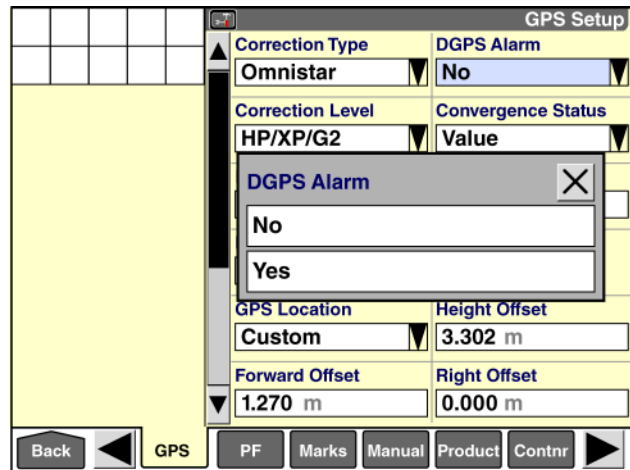 GPS Setup
Correction Type
DGPS Alarm
Omnistar
No
Correction Level
Convergence Status
HP/XP/G2
Value
DGPS Alarm
No
Yes
GPS Location
Height Offset
Custom
3.302 m
Forward Offset
Right Offset
1.270 m
0.000 m
Back
GPS
PF
Marks
Manual
Product
Contnr